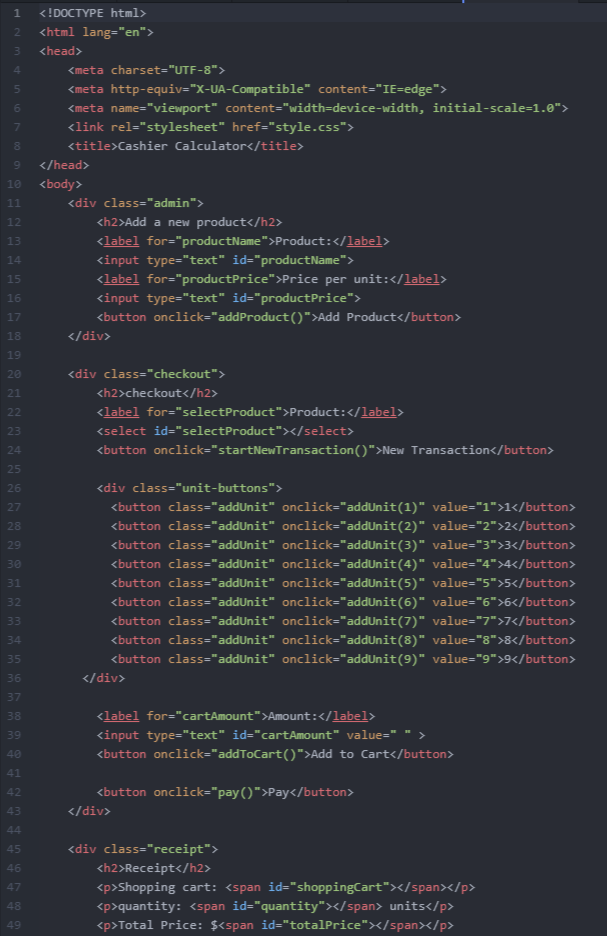 1 <!DOCTYPE html>
2 <html lang="en">
3 <head>
4     <meta charset="UTF-8">
5     <meta http-equiv="X-UA-Compatible" content="IE=edge">
6     <meta name="viewport" content="width=device-width, initial-scale=1.0">
7     <link rel="stylesheet" href="style.css">
8     <title>Cashier Calculator</title>
9 </head>
10 <body>
11     <div class="admin">
12         <h2>Add a new product</h2>
13         <label for="productName">Product:</label>
14         <input type="text" id="productName">
15         <label for="productPrice">Price per unit:</label>
16         <input type="text" id="productPrice">
17         <button onclick="addProduct()">Add Product</button>
18     </div>
19
20     <div class="checkout">
21         <h2>checkout</h2>
22         <label for="selectProduct">Product:</label>
23         <select id="selectProduct"></select>
24         <button onclick="startNewTransaction()">New Transaction</button>
25
26         <div class="unit-buttons">
27           <button class="addUnit" onclick="addUnit(1)" value="1">1</button>
28           <button class="addUnit" onclick="addUnit(2)" value="2">2</button>
29           <button class="addUnit" onclick="addUnit(3)" value="3">3</button>
30           <button class="addUnit" onclick="addUnit(4)" value="4">4</button>
31           <button class="addUnit" onclick="addUnit(5)" value="5">5</button>
32           <button class="addUnit" onclick="addUnit(6)" value="6">6</button>
33           <button class="addUnit" onclick="addUnit(7)" value="7">7</button>
34           <button class="addUnit" onclick="addUnit(8)" value="8">8</button>
35           <button class="addUnit" onclick="addUnit(9)" value="9">9</button>
36       </div>
37
38         <label for="cartAmount">Amount:</label>
39         <input type="text" id="cartAmount" value=" " >
40         <button onclick="addToCart()">Add to Cart</button>
41
42         <button onclick="pay()">Pay</button>
43     </div>
44
45     <div class="receipt">
46         <h2>Receipt</h2>
47         <p>Shopping cart: <span id="shoppingCart"></span></p>
48         <p>quantity: <span id="quantity"></span> units</p>
49         <p>Total Price: $<span id="totalPrice"></span></p>